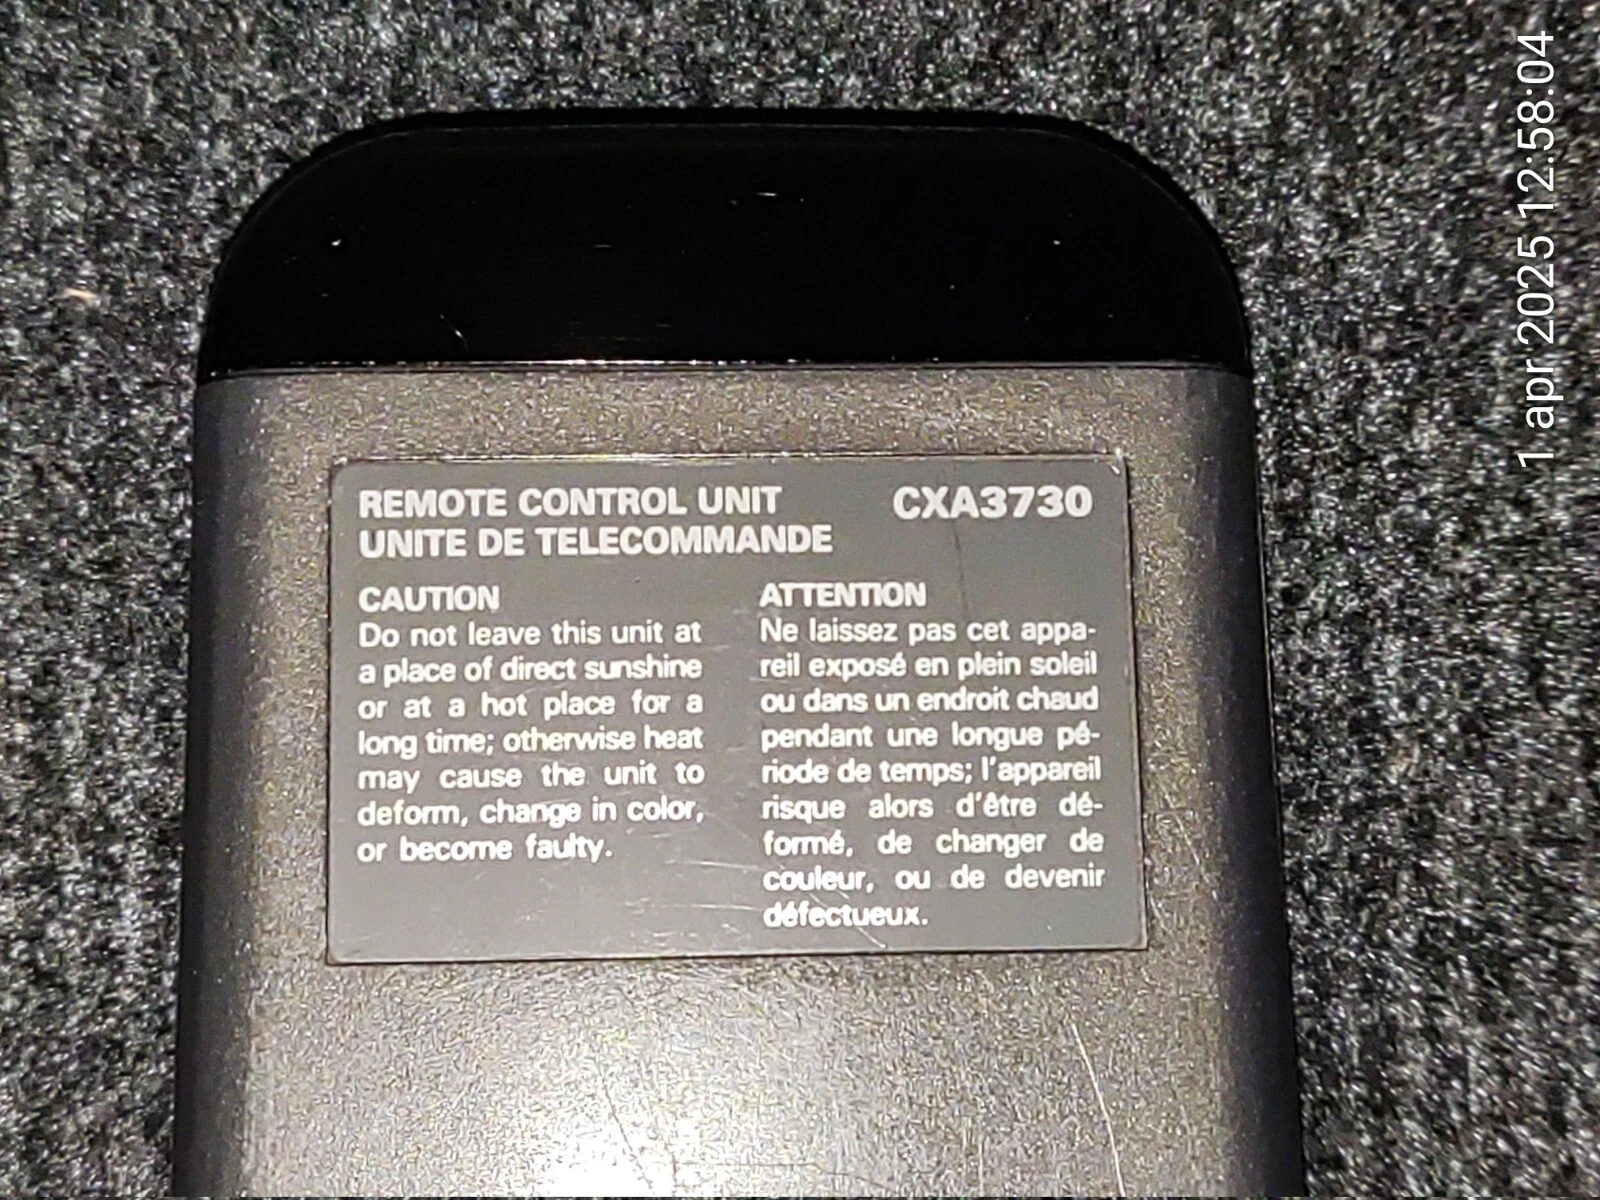 REMOTE CONTROL UNIT CXA3730
UNITE DE TELECOMMANDE
CAUTION
Do not leave this unit at
a place of direct sunshine
or at a hot place for a
long time; otherwise heat
may cause the unit to
deform, change in color,
or become faulty.
ATTENTION
Ne laissez pas cet appa-
reil exposé en plein soleil
ou dans un endroit chaud
pendant une longue pé-
riode de temps; l'appareil
risque alors d'être dé-
formé, de changer de
couleur, ou de devenir
défectueux.
1 apr 2025 12:58:04